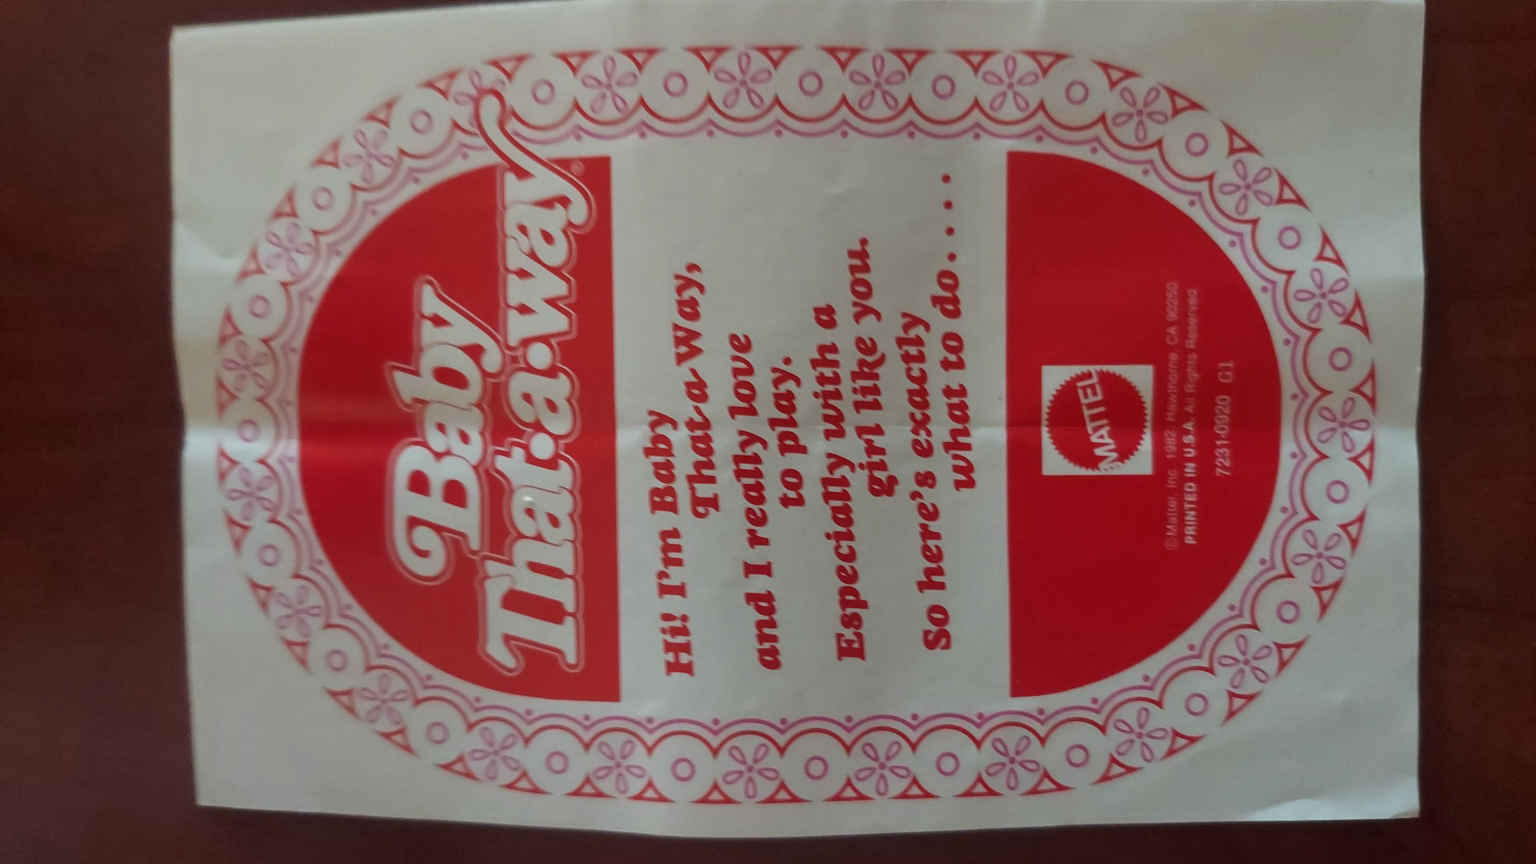 Baby
That·a·way®
Hi! I'm Baby
That-a-Way,
and I really love
to play.
Especially with a
girl like you.
So here's exactly
what to do. . . . .
MATTEL
© Mattel, Inc. 1982. Hawthorne, CA 90250
PRINTED IN U.S.A. All Rights Reserved
7231-0920 G1